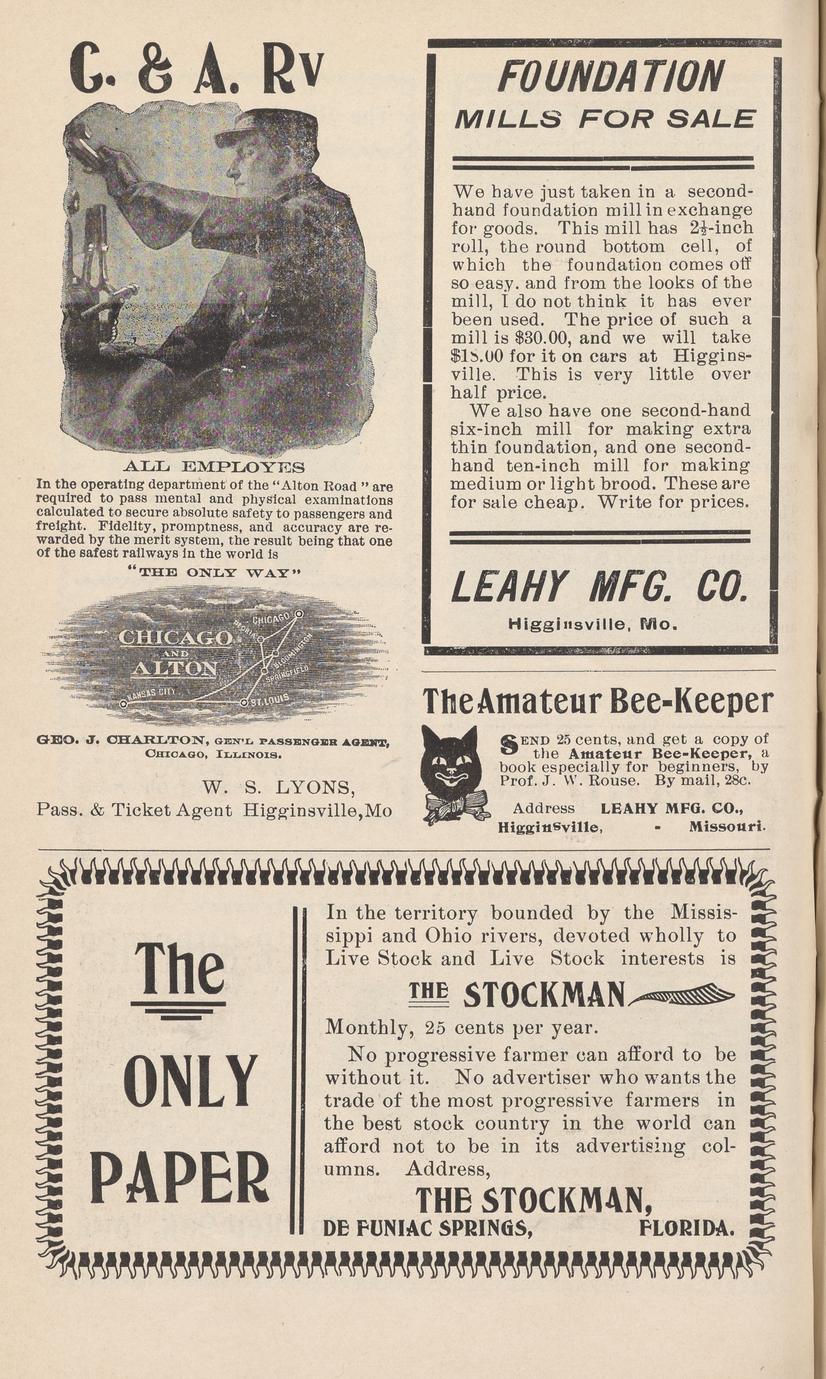 C. & A. Ry
ALL EMPLOYES
In the operating department of the "Alton Road" are
required to pass mental and physical examinations
calculated to secure absolute safety to passengers and
freight. Fidelity, promptness, and accuracy are re-
warded by the merit system, the result being that one
of the safest railways in the world is
"THE ONLY WAY"
CHICAGO
AND
ALTON
CHICAGO
PEORIA
BLOOMINGTON
SPRINGFIELD
KANSAS CITY
ST. LOUIS
GEO. J. CHARLTON, GEN'L PASSENGER AGENT,
CHICAGO, ILLINOIS.
W. S. LYONS,
Pass. & Ticket Agent Higginsville, Mo
FOUNDATION
MILLS FOR SALE
We have just taken in a second-
hand foundation mill in exchange
for goods. This mill has 2½-inch
roll, the round bottom cell, of
which the foundation comes off
so easy. and from the looks of the
mill, I do not think it has ever
been used. The price of such a
mill is $30.00, and we will take
$18.00 for it on cars at Higgins-
ville. This is very little over
half price.
We also have one second-hand
six-inch mill for making extra
thin foundation, and one second-
hand ten-inch mill for making
medium or light brood. These are
for sale cheap. Write for prices.
LEAHY MFG. CO.
Higginsville, Mo.
The Amateur Bee-Keeper
SEND 25 cents, and get a copy of
the Amateur Bee-Keeper, a
book especially for beginners, by
Prof. J. W. Rouse. By mail, 28c.
Address LEAHY MFG. CO.,
Higginsville, - Missouri.
The
ONLY
PAPER
In the territory bounded by the Missis-
sippi and Ohio rivers, devoted wholly to
Live Stock and Live Stock interests is
THE STOCKMAN
Monthly, 25 cents per year.
No progressive farmer can afford to be
without it. No advertiser who wants the
trade of the most progressive farmers in
the best stock country in the world can
afford not to be in its advertising col-
umns. Address,
THE STOCKMAN,
DE FUNIAC SPRINGS, FLORIDA.